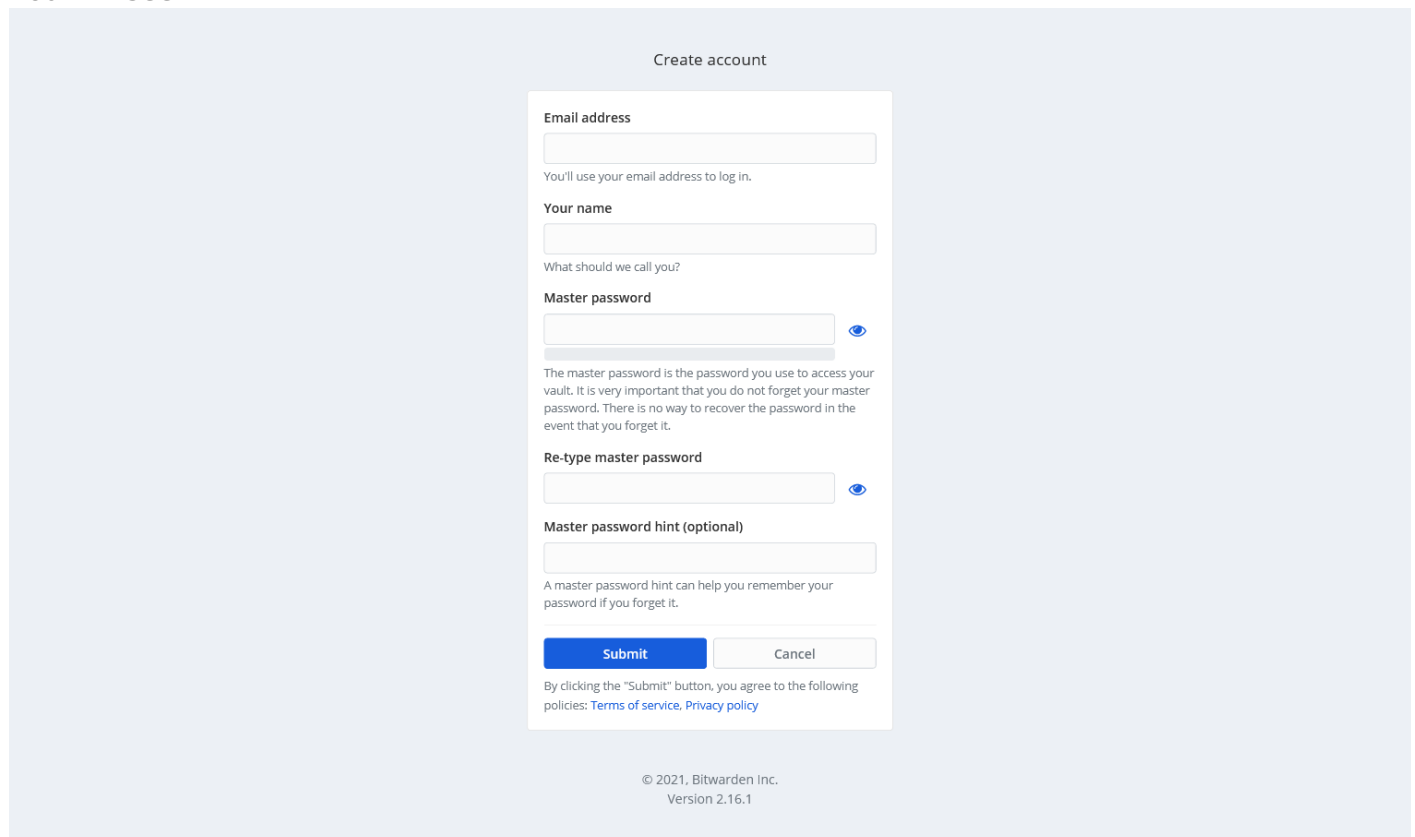 Create account
Email address
You'll use your email address to log in.
Your name
What should we call you?
Master password
The master password is the password you use to access your
vault. It is very important that you do not forget your master
password. There is no way to recover the password in the
event that you forget it.
Re-type master password
Master password hint (optional)
A master password hint can help you remember your
password if you forget it.
Submit Cancel
By clicking the "Submit" button, you agree to the following
policies: Terms of service, Privacy policy
© 2021, Bitwarden Inc.
Version 2.16.1